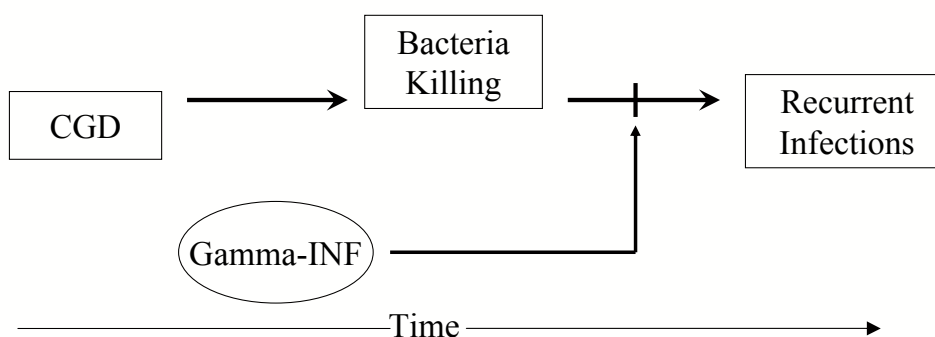 Bacteria
Killing
CGD
Recurrent
Infections
Gamma-INF
Time